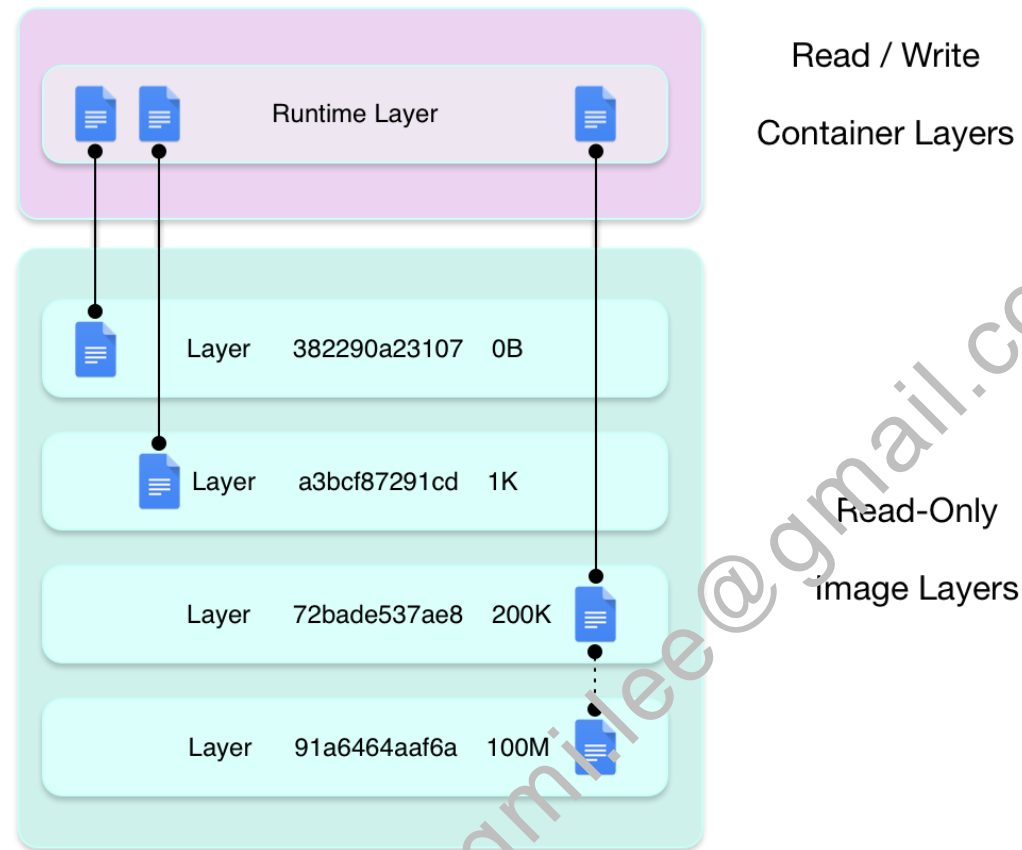 Read / Write
Runtime Layer
Container Layers
Layer 382290a23107 0B
Layer a3bcf87291cd 1K
Read-Only
Image Layers
Layer 72bade537ae8 200K
Layer 91a6464aaf6a 100M